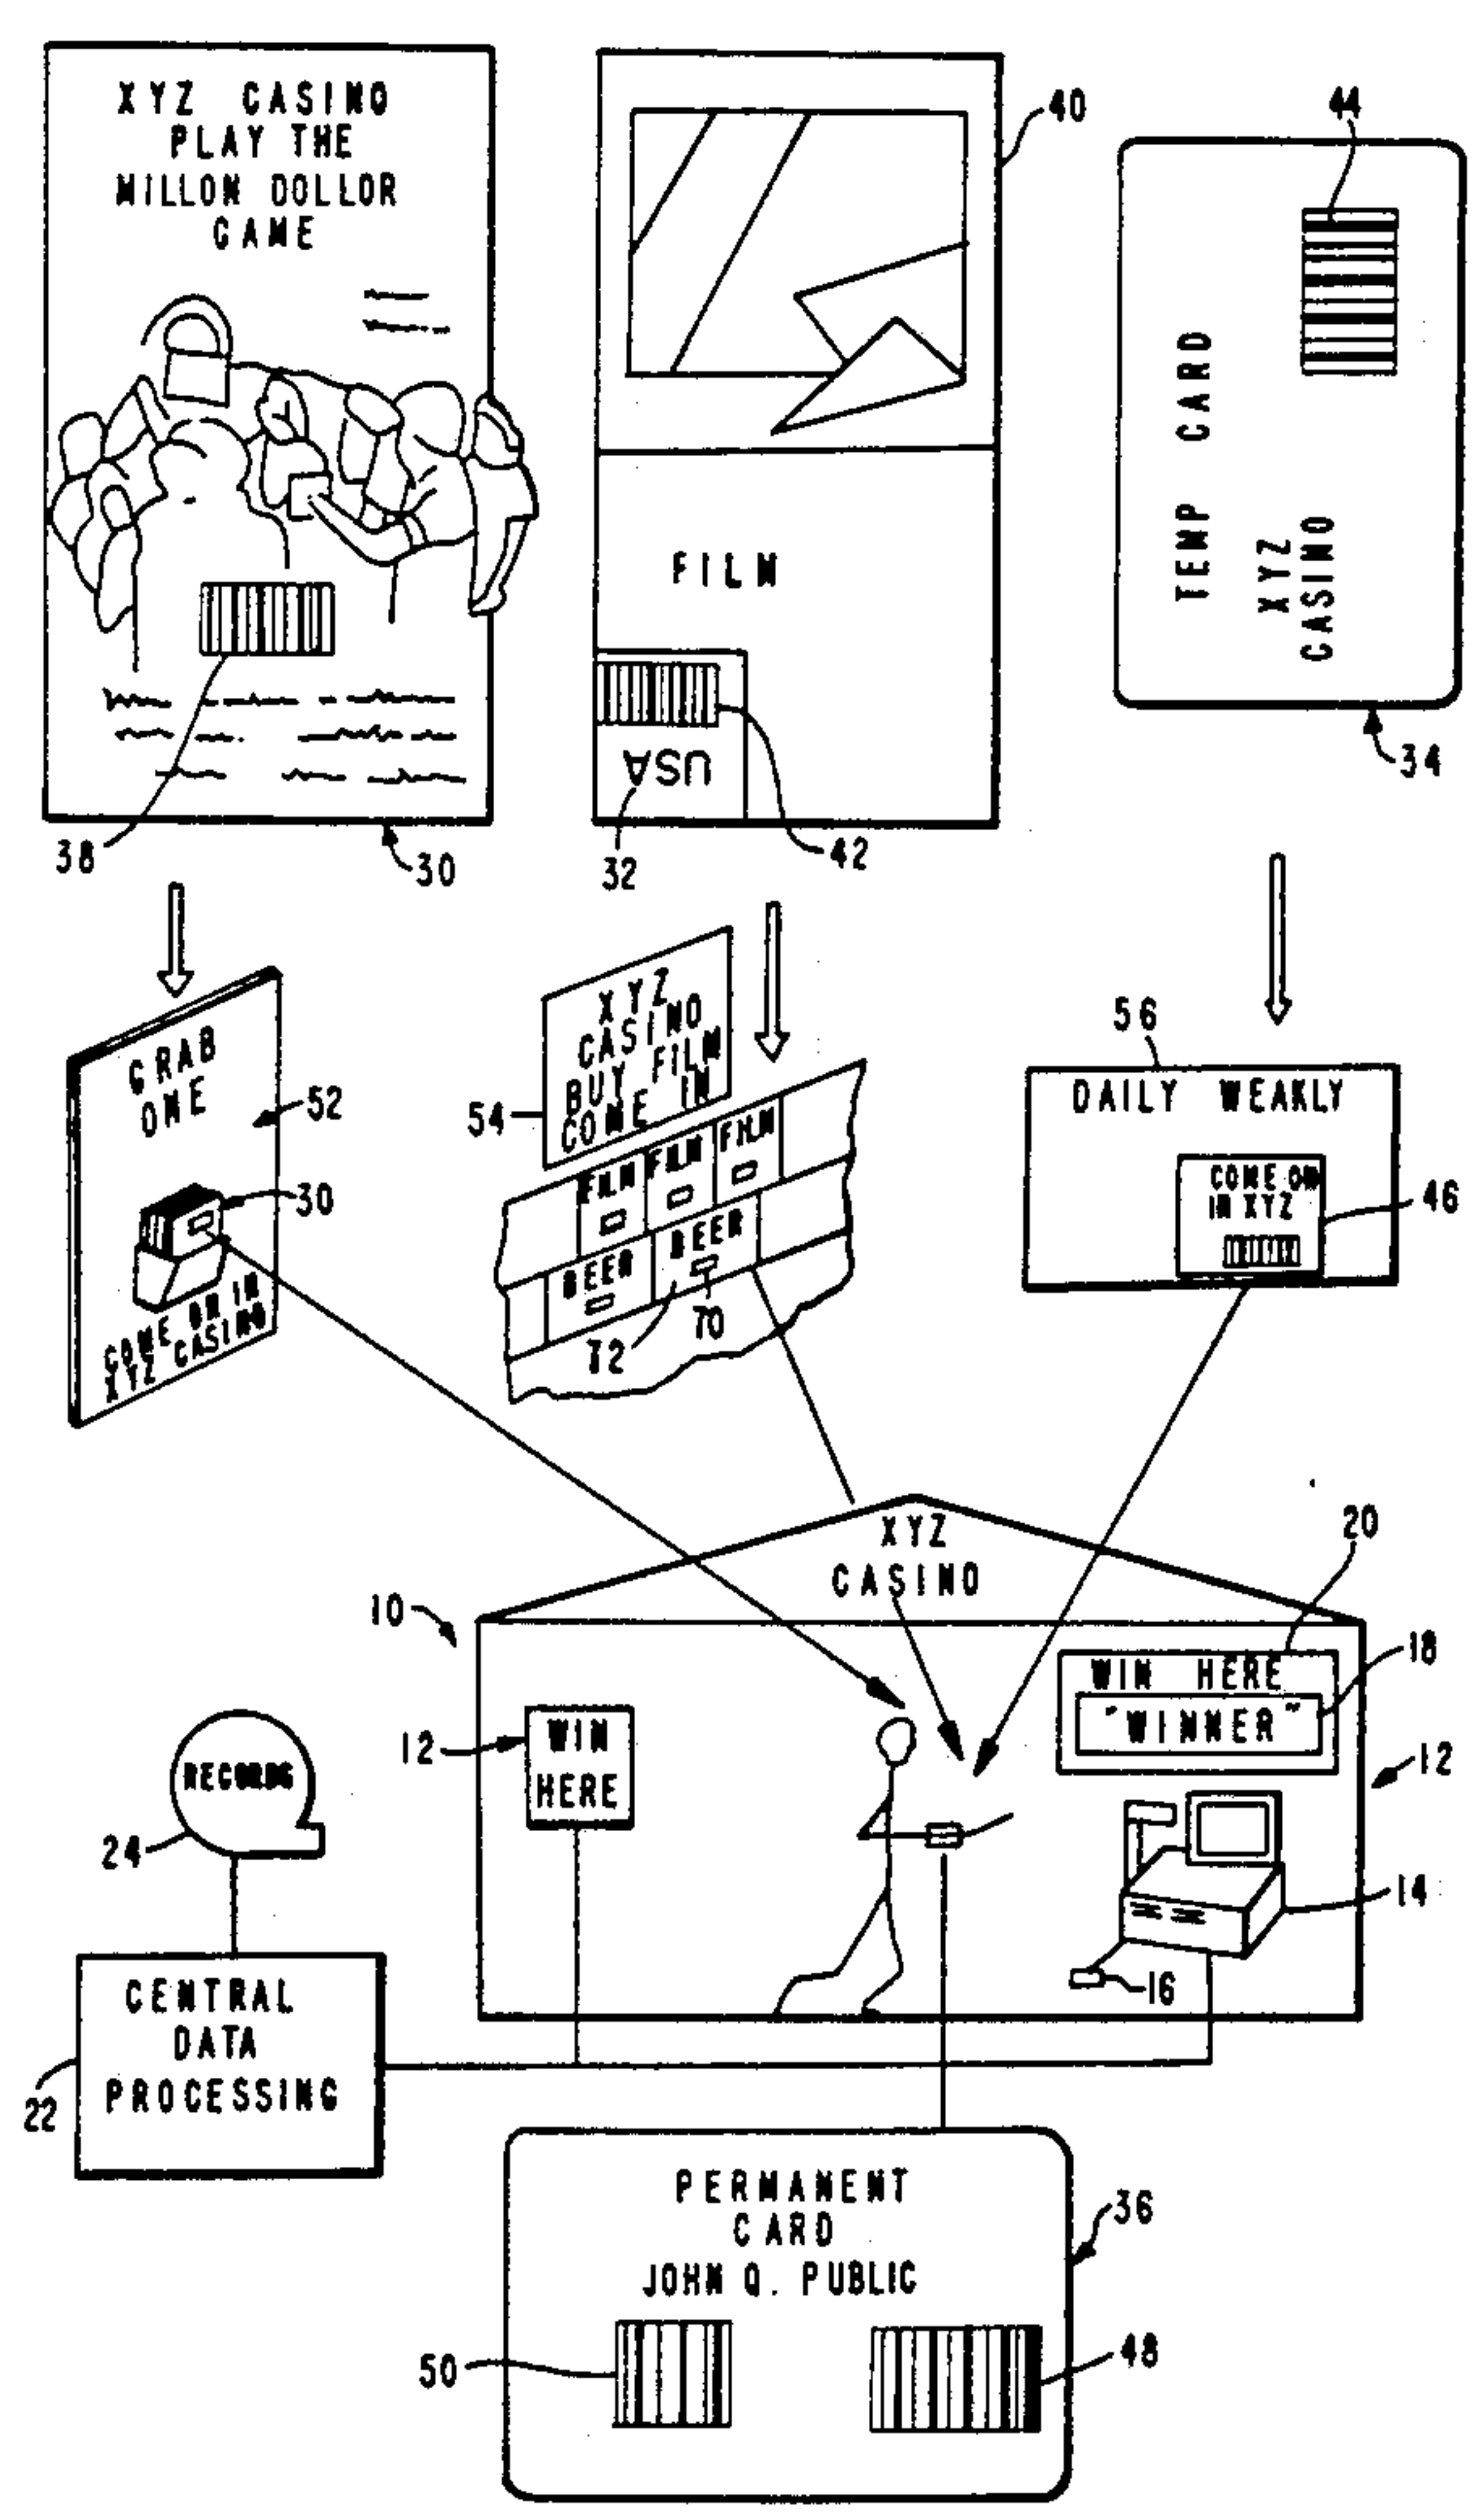 XYZ CASINO
PLAY THE
MILLON DOLLOR
GAME
38
30
40
FILM
USA
32
42
44
TEMP CARD
XYZ
CASINO
34
GRAB
ONE
52
30
COME ON IN
XYZ CASINO
XYZ
CASINO
BUY FILM
COME IN
54
FILM FILM FILM
BEER BEER
72
70
56
DAILY WEAKLY
COME ON
IN XYZ
46
XYZ
CASINO
10
20
WIN HERE
"WINNER"
18
12
WIN
HERE
12
14
16
RECORDS
24
CENTRAL
DATA
PROCESSING
22
PERMANENT
CARD
JOHN Q. PUBLIC
36
50
48